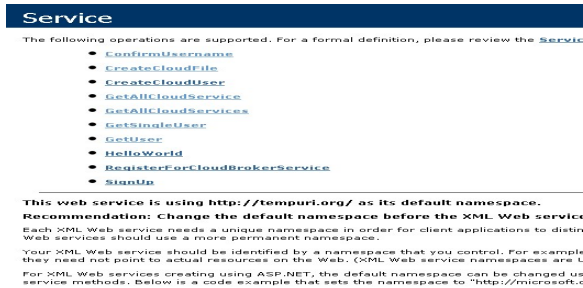 Service
The following operations are supported. For a formal definition, please review the
ConfirmUsername
CreateCloudFile
CreateCloudUser
GetAllCloudService
GetAllCloudServices
GetSingleUser
GetUser
HelloWorld
RegisterForCloudBrokerService
SignUp
This web service is using http://tempuri.org/ as its default namespace.
Recommendation: Change the default namespace before the XML Web service
Each XML Web service needs a unique namespace in order for client applications to
Web services should use a more permanent namespace.
Your XML Web service should be identified by a namespace that you control. For example
they need not point to actual resources on the Web. (XML Web service namespaces are
For XML Web services creating using ASP.NET, the default namespace can be changed
service methods. Below is a code example that sets the namespace to